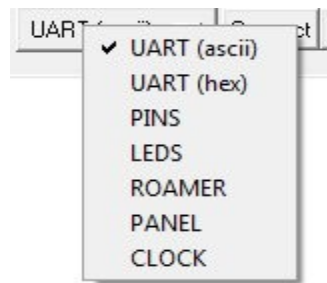 UART
UART (ascii)
UART (hex)
PINS
LEDS
ROAMER
PANEL
CLOCK